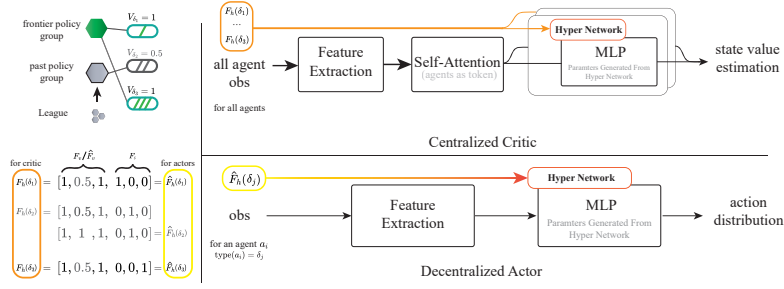 frontier policy
group
V_{δ_1} = 1
V_{δ_2} = 0.5
past policy
group
V_{δ_3} = 1
League
for critic
F_v/F̂_v
F_t
for actors
F_h(δ_1) = [1, 0.5, 1, 1, 0, 0] = F̂_h(δ_1)
F_h(δ_2) = [1, 0.5, 1, 0, 1, 0]
[1, 1 , 1, 0, 1, 0] = F̂_h(δ_2)
F_h(δ_3) = [1, 0.5, 1, 0, 0, 1] = F̂_h(δ_3)
F_h(δ_1)
...
F_h(δ_3)
all agent
obs
for all agents
Feature
Extraction
Self-Attention
(agents as token)
Hyper Network
MLP
Paramters Generated From
Hyper Network
state value
estimation
Centralized Critic
F̂_h(δ_j)
obs
for an agent a_i
type(a_i) = δ_j
Feature
Extraction
Hyper Network
MLP
Paramters Generated From
Hyper Network
action
distribution
Decentralized Actor